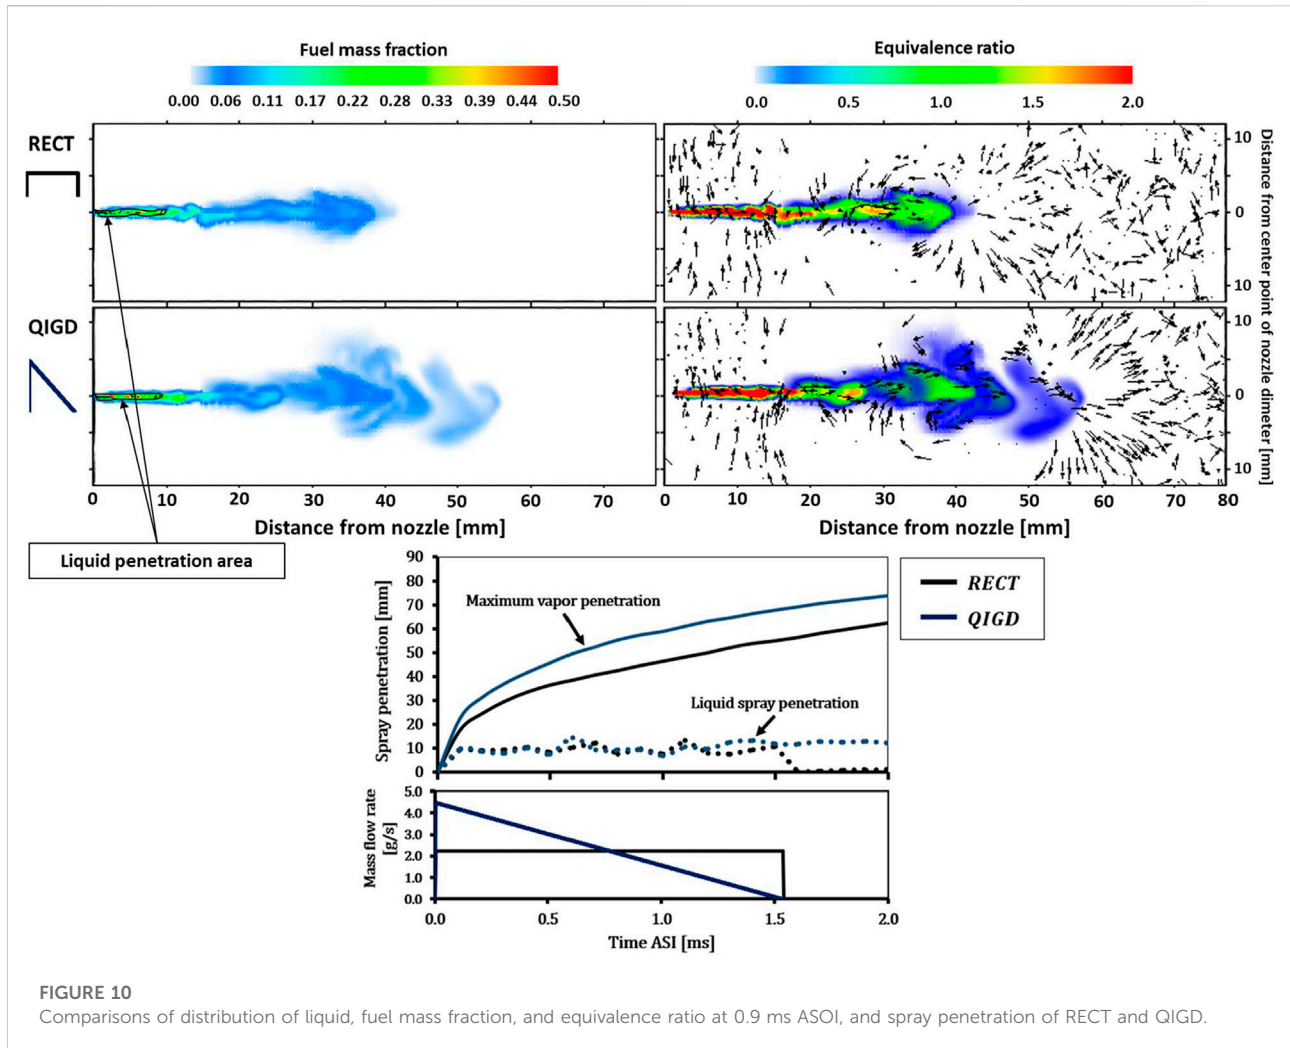 Fuel mass fraction
Equivalence ratio
0.00 0.06 0.11 0.17 0.22 0.28 0.33 0.39 0.44 0.50
0.0 0.5 1.0 1.5 2.0
RECT
10
0
10
QIGD
10
0
10
Distance from center point of nozzle dimeter [mm]
0 10 20 30 40 50 60 70
0 10 20 30 40 50 60 70 80
Distance from nozzle [mm]
Distance from nozzle [mm]
Liquid penetration area
90
80
70
60
50
40
30
20
10
0
Spray penetration [mm]
Maximum vapor penetration
Liquid spray penetration
RECT
QIGD
5.0
4.0
3.0
2.0
1.0
0.0
Mass flow rate
[g/s]
0.0 0.5 1.0 1.5 2.0
Time ASI [ms]
FIGURE 10
Comparisons of distribution of liquid, fuel mass fraction, and equivalence ratio at 0.9 ms ASOI, and spray penetration of RECT and QIGD.